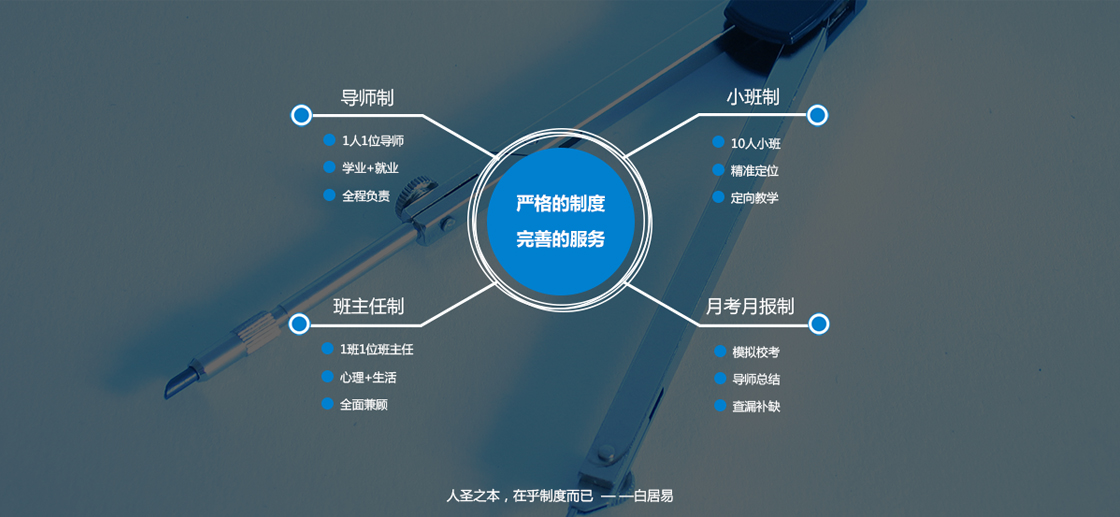 导师制
1人1位导师
学业+就业
全程负责
小班制
10人小班
精准定位
定向教学
严格的制度
完善的服务
班主任制
1班1位班主任
心理+生活
全面兼顾
月考月报制
模拟校考
导师总结
查漏补缺
人圣之本，在乎制度而已 — —白居易